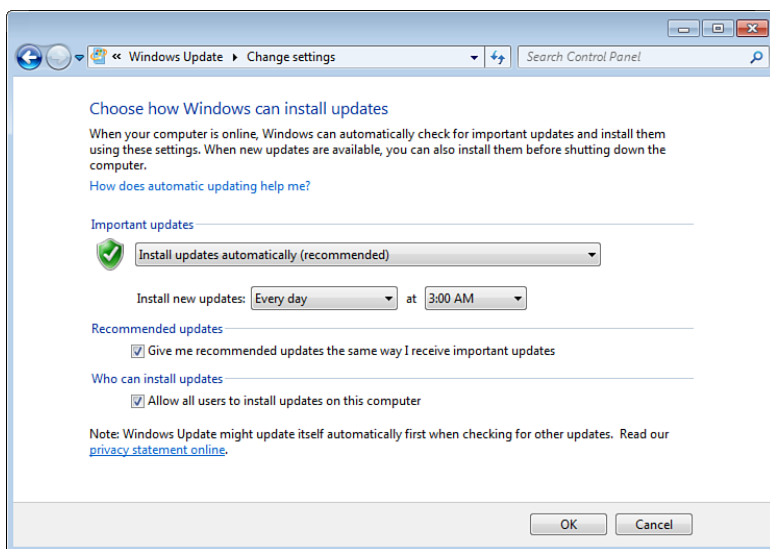 « Windows Update ▸ Change settings
Search Control Panel
Choose how Windows can install updates
When your computer is online, Windows can automatically check for important updates and install them
using these settings. When new updates are available, you can also install them before shutting down the
computer.
How does automatic updating help me?
Important updates
Install updates automatically (recommended)
Install new updates: Every day at 3:00 AM
Recommended updates
Give me recommended updates the same way I receive important updates
Who can install updates
Allow all users to install updates on this computer
Note: Windows Update might update itself automatically first when checking for other updates. Read our
privacy statement online.
OK Cancel